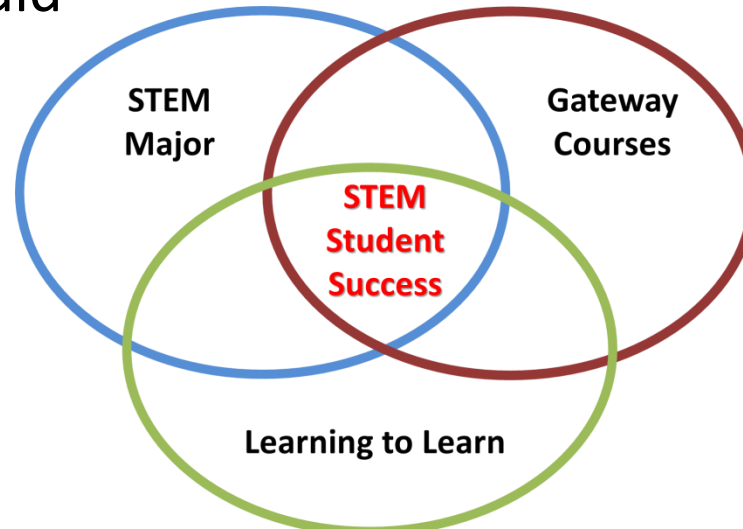 STEM
Major
Gateway
Courses
STEM
Student
Success
Learning to Learn